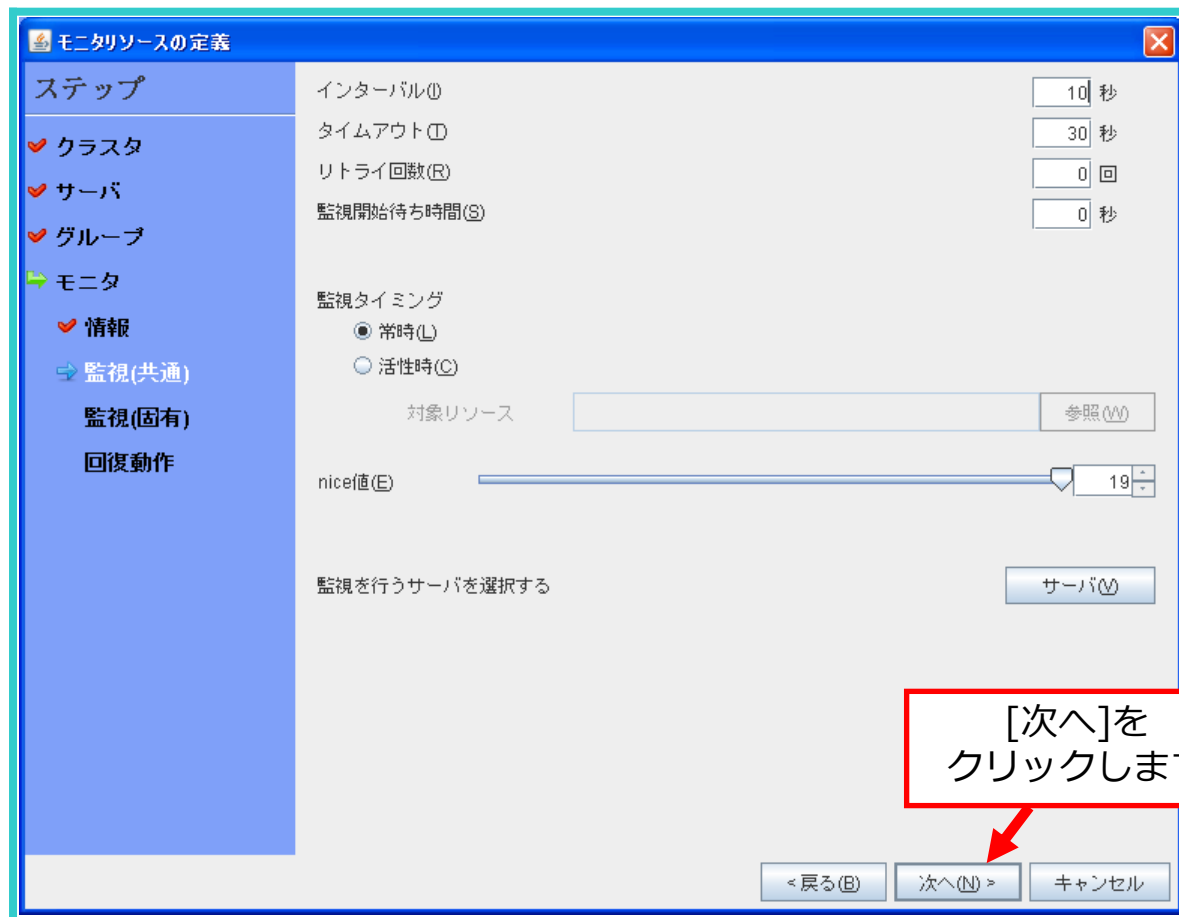 モニタリソースの定義
ステップ
クラスタ
サーバ
グループ
モニタ
情報
監視(共通)
監視(固有)
回復動作
インターバル(I) 10 秒
タイムアウト(T) 30 秒
リトライ回数(R) 0 回
監視開始待ち時間(S) 0 秒
監視タイミング
常時(L)
活性時(C)
対象リソース 参照(W)
nice値(E) 19
監視を行うサーバを選択する サーバ(V)
[次へ]を
クリックしま
<戻る(B) 次へ(N) > キャンセル